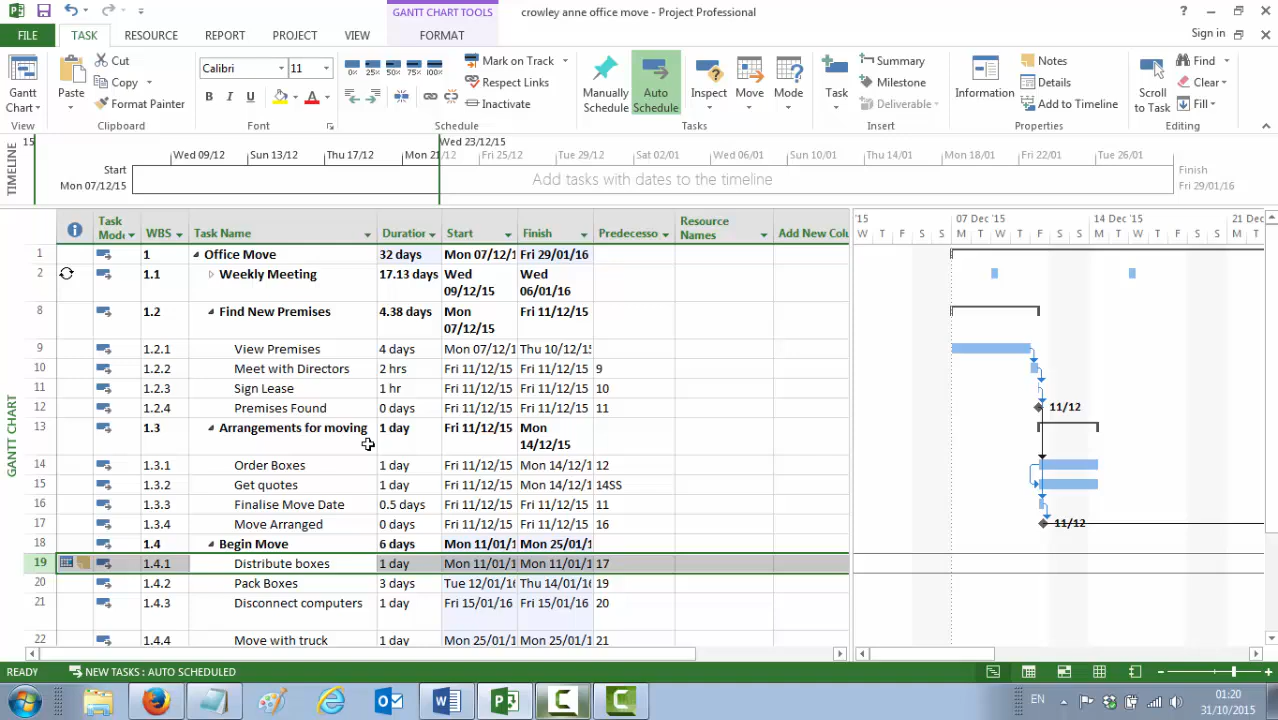 GANTT CHART TOOLS
crowley anne office move - Project Professional
?
FILE TASK RESOURCE REPORT PROJECT VIEW FORMAT
Sign in
Gantt Chart
View
Paste
Cut
Copy
Format Painter
Clipboard
Calibri 11
B I U A
Font
0% 25% 50% 75% 100%
Mark on Track
Respect Links
Inactivate
Schedule
Manually Schedule
Auto Schedule
Inspect
Move
Mode
Tasks
Task
Summary
Milestone
Deliverable
Insert
Information
Notes
Details
Add to Timeline
Properties
Scroll to Task
Find
Clear
Fill
Editing
TIMELINE
15
Wed 23/12/15
Wed 09/12 Sun 13/12 Thu 17/12 Mon 21/12 Fri 25/12 Tue 29/12 Sat 02/01 Wed 06/01 Sun 10/01 Thu 14/01 Mon 18/01 Fri 22/01 Tue 26/01
Start
Mon 07/12/15
Add tasks with dates to the timeline
Finish
Fri 29/01/16
GANTT CHART
Task Mode WBS Task Name Duration Start Finish Predecesso Resource Names Add New Colu
'15 07 Dec '15 14 Dec '15 21 Dec
W T F S S M T W T F S S M T W T F S S M T
1 1 Office Move 32 days Mon 07/12/1 Fri 29/01/16
2 1.1 Weekly Meeting 17.13 days Wed 09/12/15 Wed 06/01/16
8 1.2 Find New Premises 4.38 days Mon 07/12/15 Fri 11/12/15
9 1.2.1 View Premises 4 days Mon 07/12/1 Thu 10/12/1
10 1.2.2 Meet with Directors 2 hrs Fri 11/12/15 Fri 11/12/15 9
11 1.2.3 Sign Lease 1 hr Fri 11/12/15 Fri 11/12/15 10
12 1.2.4 Premises Found 0 days Fri 11/12/15 Fri 11/12/15 11 11/12
13 1.3 Arrangements for moving 1 day Fri 11/12/15 Mon 14/12/15
14 1.3.1 Order Boxes 1 day Fri 11/12/15 Mon 14/12/1 12
15 1.3.2 Get quotes 1 day Fri 11/12/15 Mon 14/12/1 14SS
16 1.3.3 Finalise Move Date 0.5 days Fri 11/12/15 Fri 11/12/15 11
17 1.3.4 Move Arranged 0 days Fri 11/12/15 Fri 11/12/15 16 11/12
18 1.4 Begin Move 6 days Mon 11/01/1 Mon 25/01/1
19 1.4.1 Distribute boxes 1 day Mon 11/01/1 Mon 11/01/1 17
20 1.4.2 Pack Boxes 3 days Tue 12/01/16 Thu 14/01/16 19
21 1.4.3 Disconnect computers 1 day Fri 15/01/16 Fri 15/01/16 20
22 1.4.4 Move with truck 1 day Mon 25/01/1 Mon 25/01/1 21
READY NEW TASKS : AUTO SCHEDULED
EN
01:20
31/10/2015